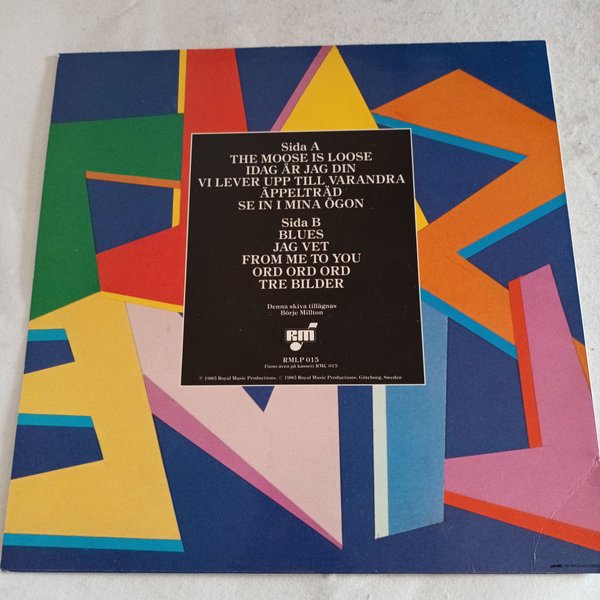 Sida A
THE MOOSE IS LOOSE
IDAG ÄR JAG DIN
VI LEVER UPP TILL VARANDRA
ÄPPELTRÄD
SE IN I MINA ÖGON
Sida B
BLUES
JAG VET
FROM ME TO YOU
ORD ORD ORD
TRE BILDER
Denna skiva tillägnas
Börje Millton
RM
RMLP 015
Finns även på kassett RMK 015
© 1985 Royal Music Productions. © 1985 Royal Music Productions. Göteborg, Sweden